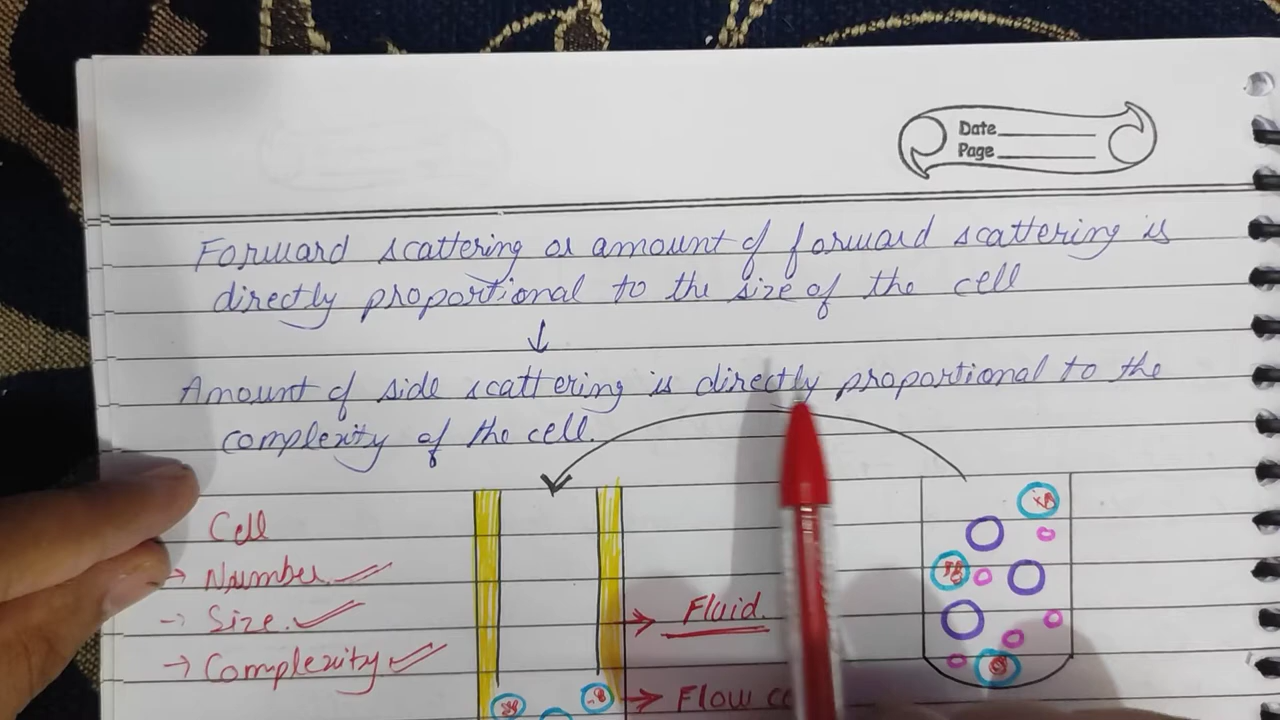 Date
Page
Forward scattering or amount of forward scattering is
directly proportional to the size of the cell
↓
Amount of side scattering is directly proportional to the
complexity of the cell.
Cell
→ Number
→ Size.
→ Complexity
→ Fluid.
→ Flow